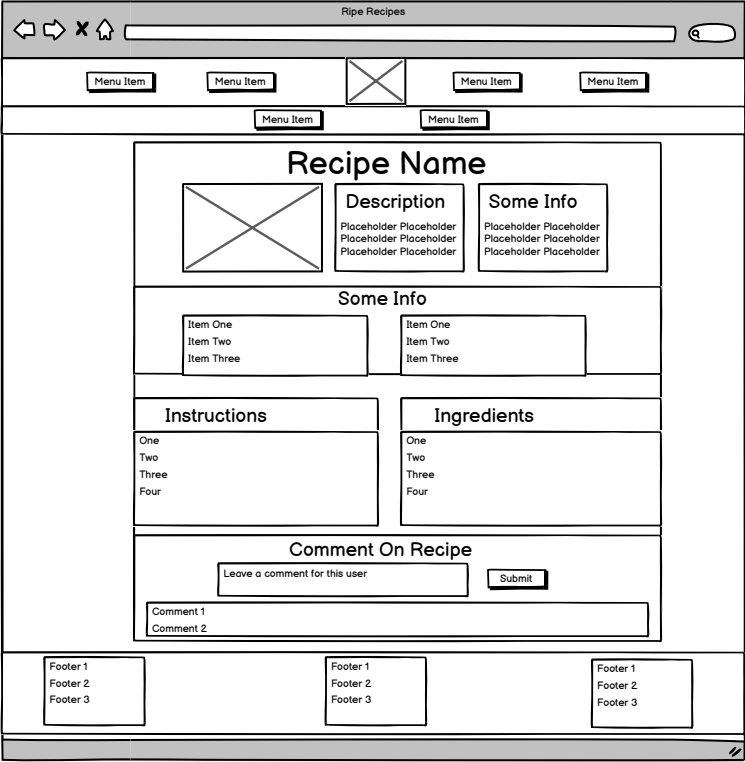 Ripe Recipes
Menu Item
Menu Item
Menu Item
Menu Item
Menu Item
Menu Item
Recipe Name
Description
Placeholder Placeholder
Placeholder Placeholder
Placeholder Placeholder
Some Info
Placeholder Placeholder
Placeholder Placeholder
Placeholder Placeholder
Some Info
Item One
Item Two
Item Three
Item One
Item Two
Item Three
Instructions
One
Two
Three
Four
Ingredients
One
Two
Three
Four
Comment On Recipe
Leave a comment for this user
Submit
Comment 1
Comment 2
Footer 1
Footer 2
Footer 3
Footer 1
Footer 2
Footer 3
Footer 1
Footer 2
Footer 3